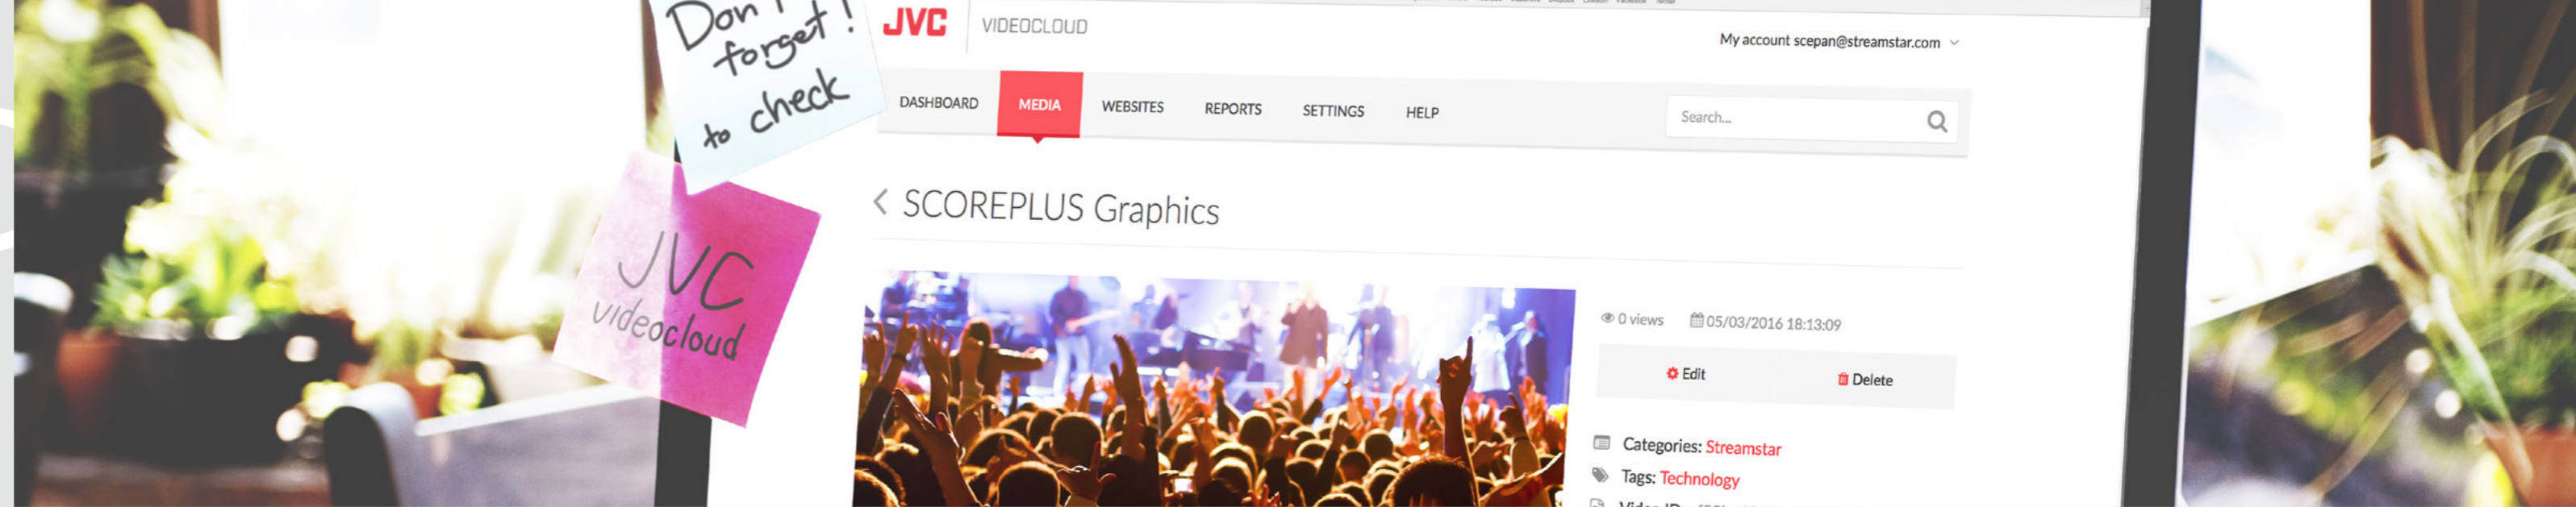 Don't
forget!
to check
JVC
videocloud
JVC VIDEOCLOUD
My account scepan@streamstar.com
DASHBOARD MEDIA WEBSITES REPORTS SETTINGS HELP
Search...
SCOREPLUS Graphics
0 views 05/03/2016 18:13:09
Edit Delete
Categories: Streamstar
Tags: Technology